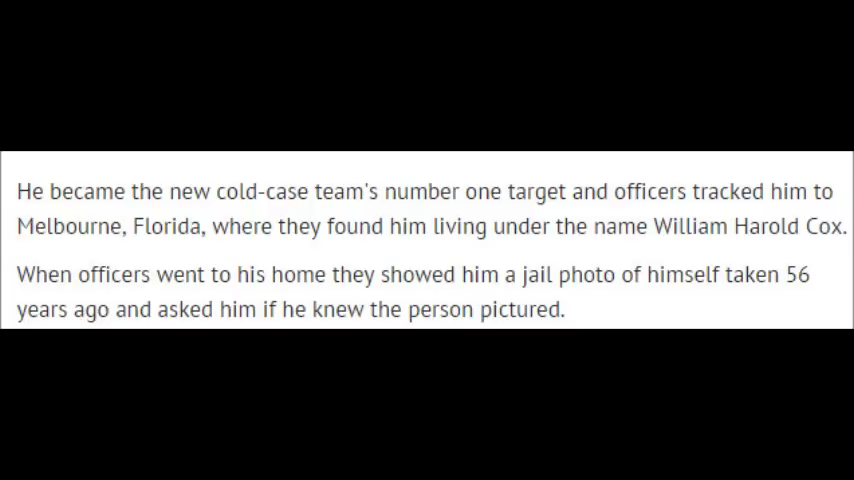 He became the new cold-case team's number one target and officers tracked him to
Melbourne, Florida, where they found him living under the name William Harold Cox.
When officers went to his home they showed him a jail photo of himself taken 56
years ago and asked him if he knew the person pictured.